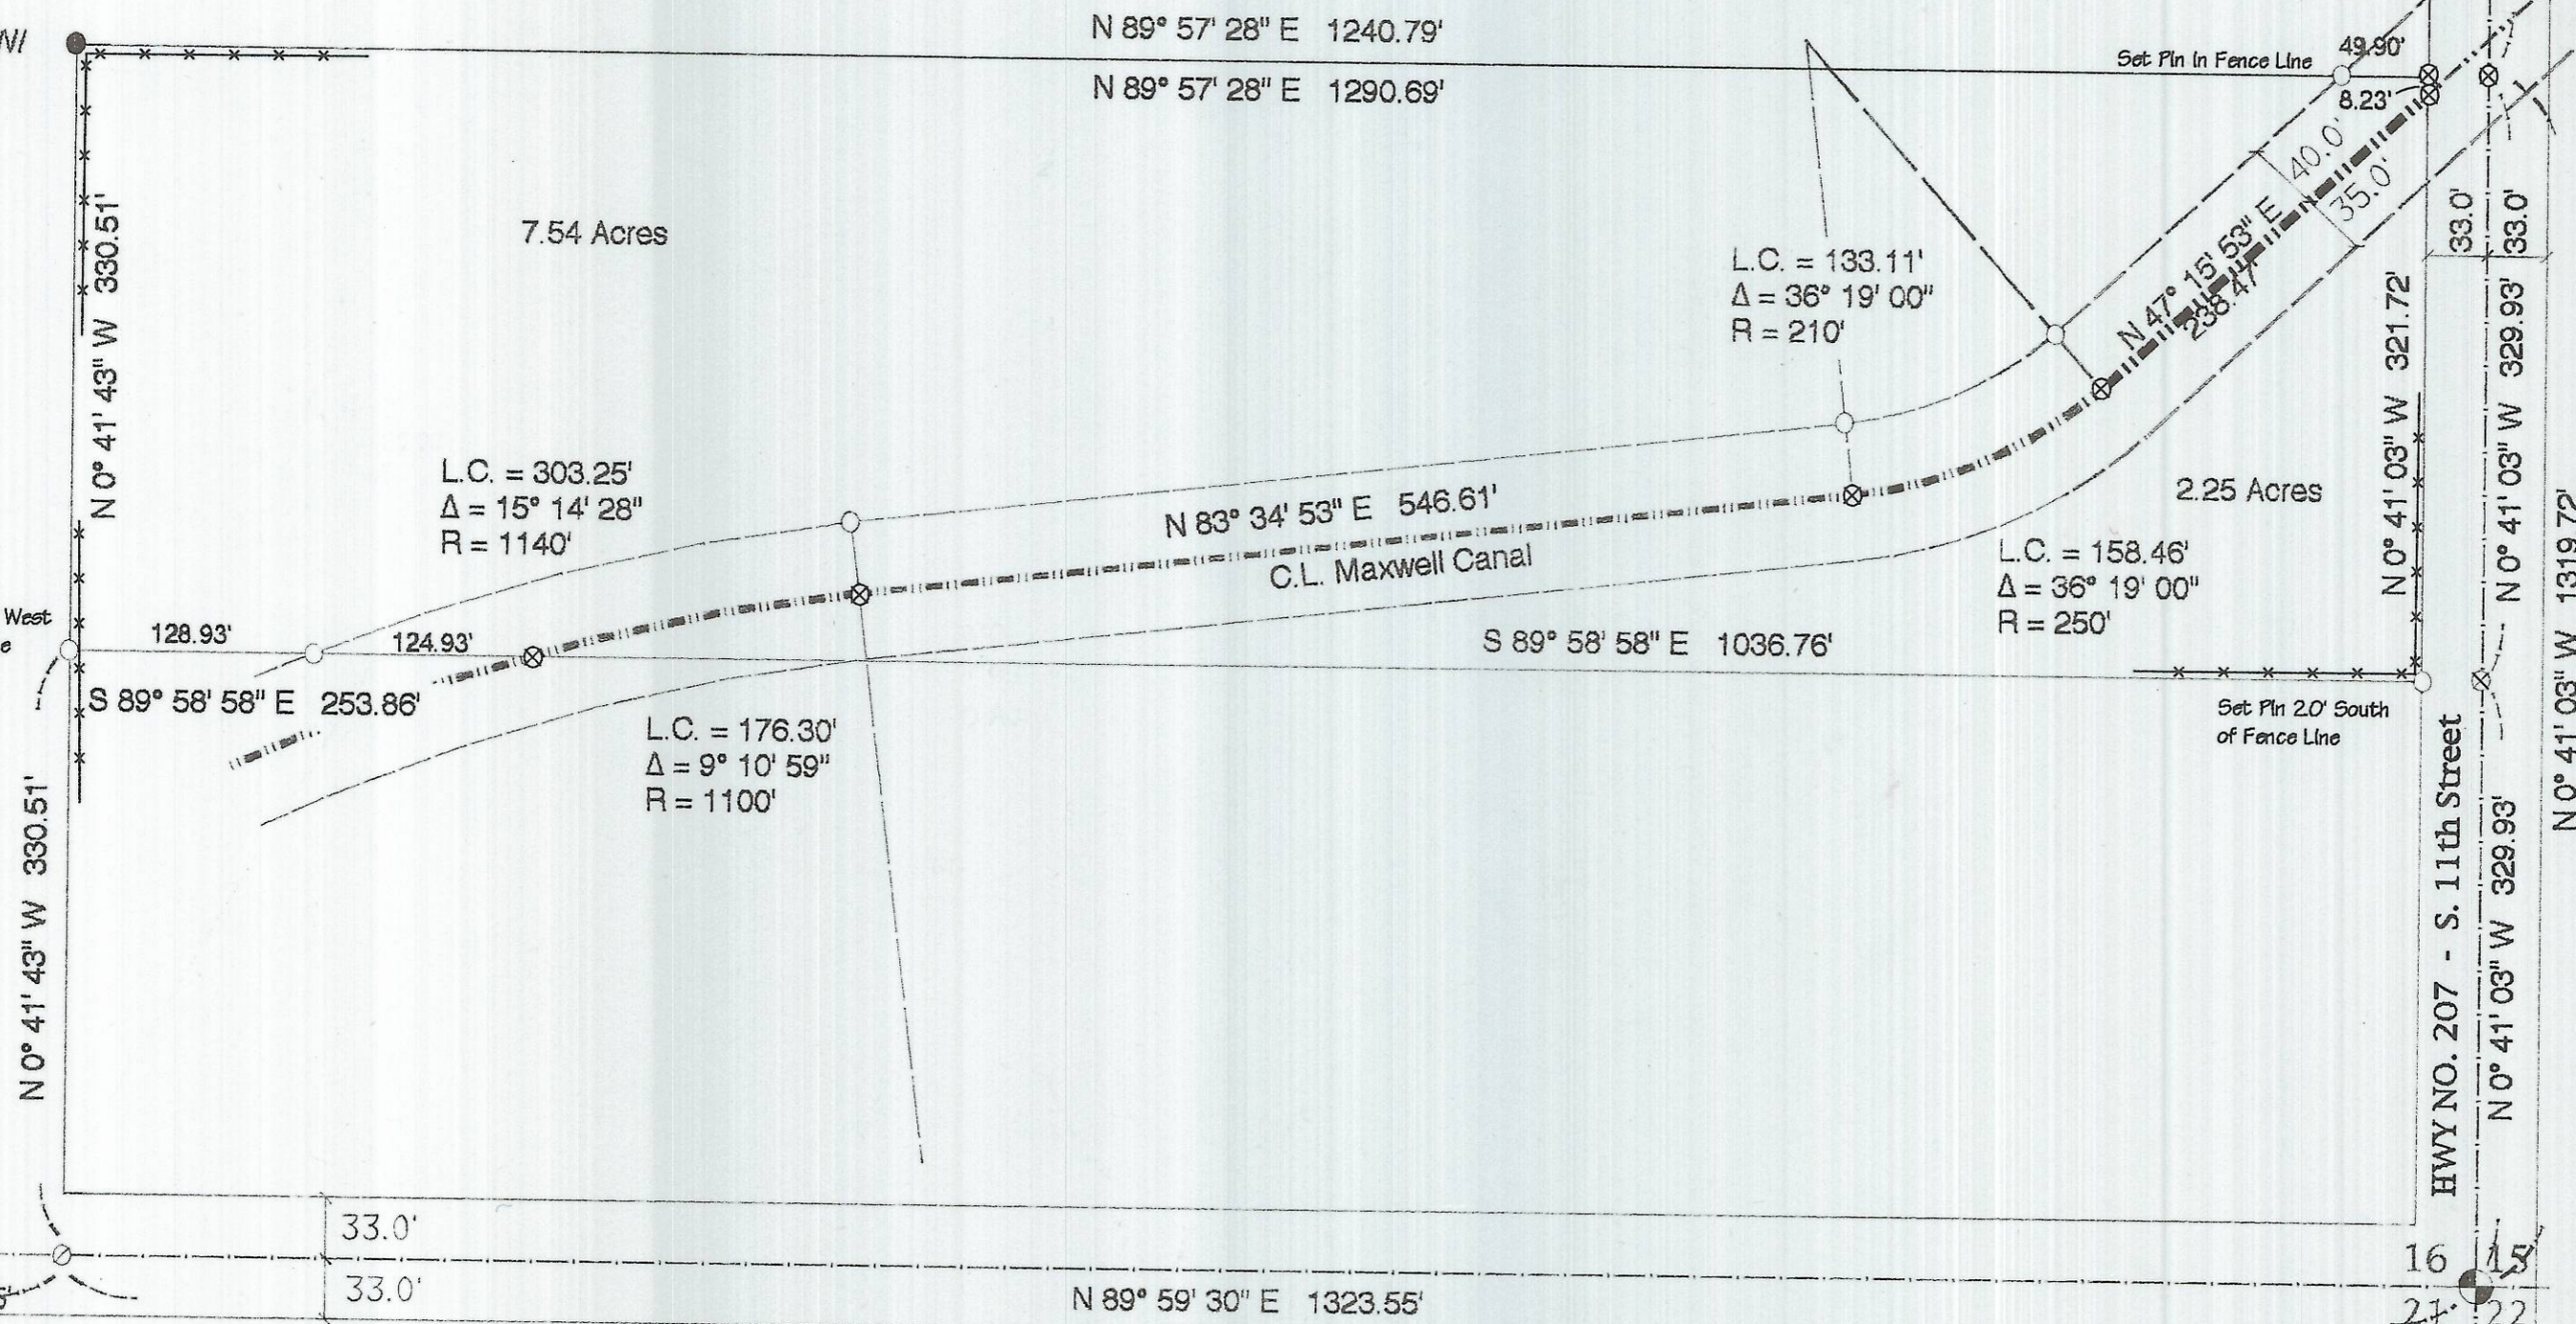 N 89° 57' 28" E 1240.79'
N 89° 57' 28" E 1290.69'
Set Pin in Fence Line
49.90'
8.23'
40.0'
35.0'
N 47° 15' 53" E
238.47'
33.0'
33.0'
7.54 Acres
N 0° 41' 43" W 330.51'
L.C. = 133.11'
Δ = 36° 19' 00"
R = 210'
N 0° 41' 03" W 321.72'
N 0° 41' 03" W 329.93'
L.C. = 303.25'
Δ = 15° 14' 28"
R = 1140'
N 83° 34' 53" E 546.61'
C.L. Maxwell Canal
2.25 Acres
L.C. = 158.46'
Δ = 36° 19' 00"
R = 250'
N 0° 41' 03" W 1319.72'
West
128.93'
124.93'
S 89° 58' 58" E 1036.76'
S 89° 58' 58" E 253.86'
Set Pin 2.0' South
of Fence Line
L.C. = 176.30'
Δ = 9° 10' 59"
R = 1100'
N 0° 41' 43" W 330.51'
HWY NO. 207 - S. 11th Street
N 0° 41' 03" W 329.93'
33.0'
33.0'
N 89° 59' 30" E 1323.55'
16 15
22